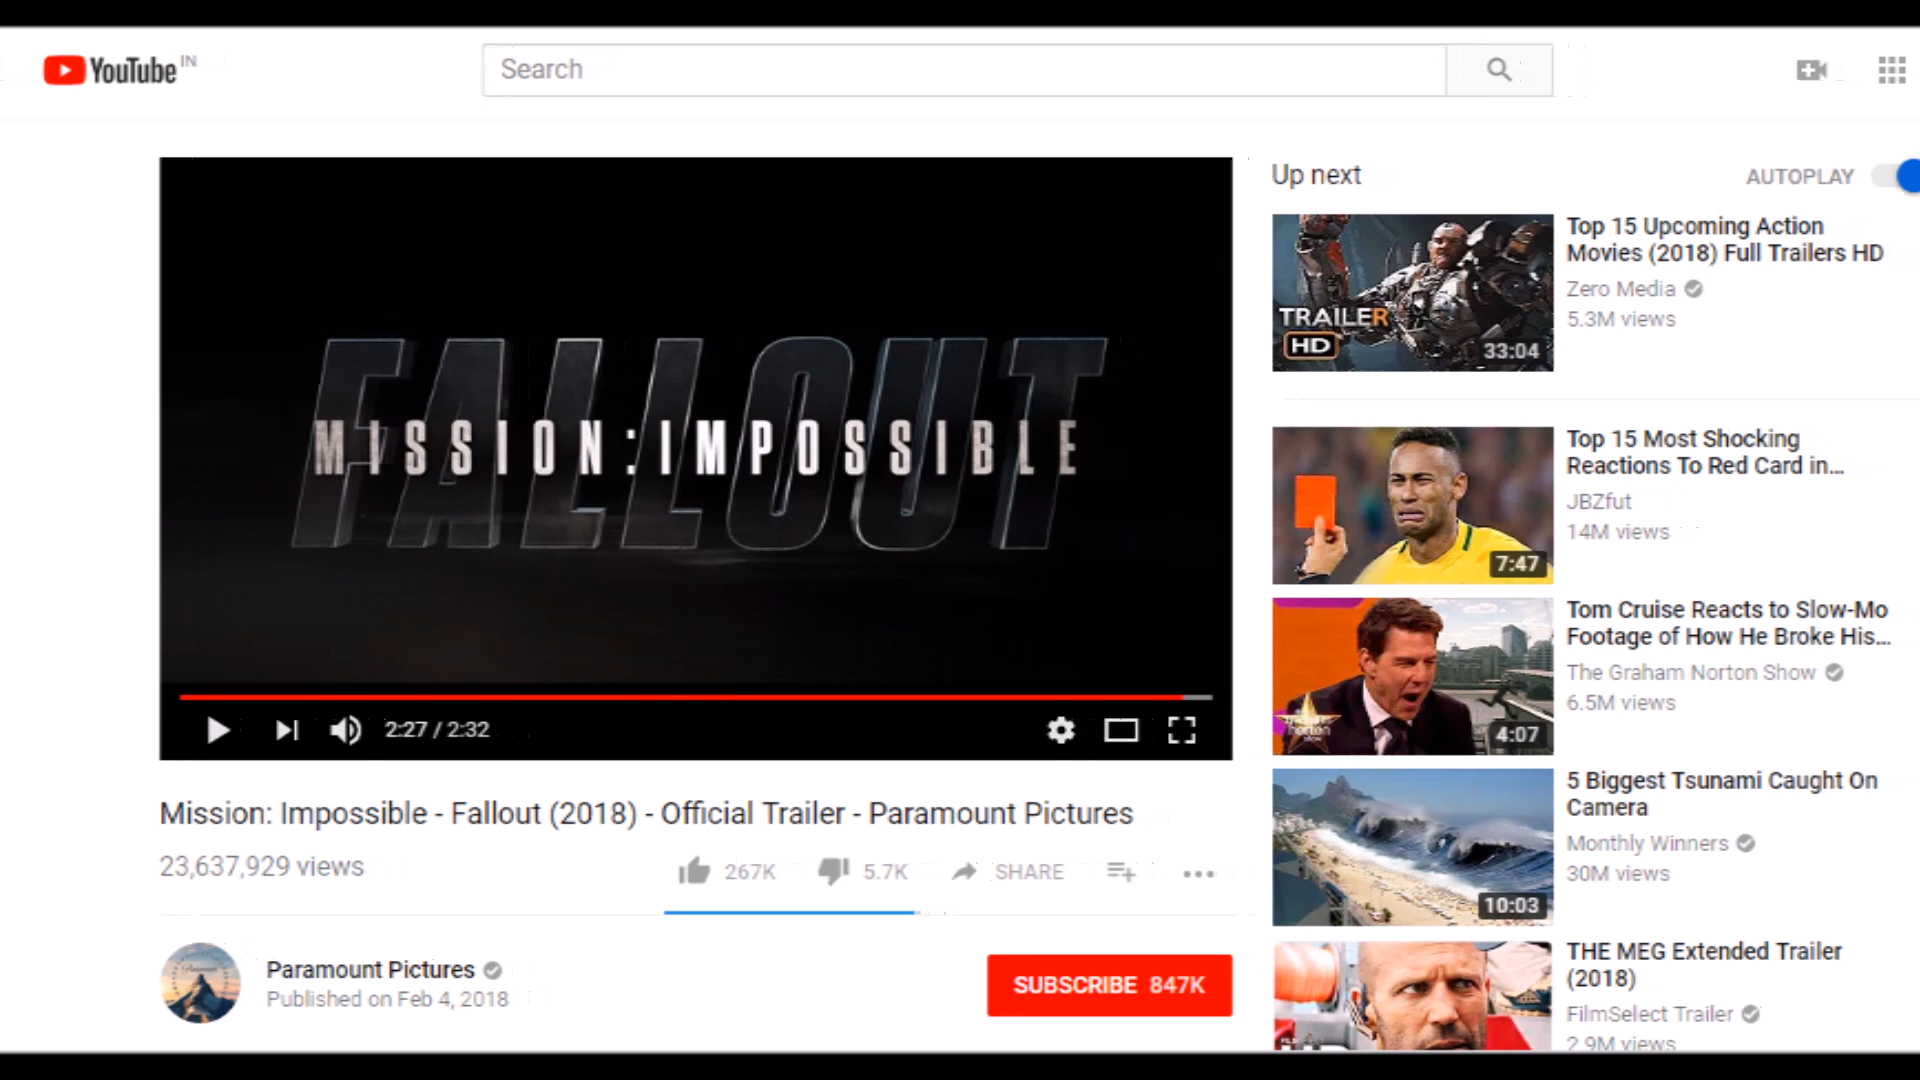 YouTube IN
Search
FALLOUT
MISSION:IMPOSSIBLE
2:27 / 2:32
Mission: Impossible - Fallout (2018) - Official Trailer - Paramount Pictures
23,637,929 views
267K
5.7K
SHARE
Paramount Pictures
Published on Feb 4, 2018
SUBSCRIBE 847K
Up next
AUTOPLAY
TRAILER
HD
33:04
Top 15 Upcoming Action
Movies (2018) Full Trailers HD
Zero Media
5.3M views
7:47
Top 15 Most Shocking
Reactions To Red Card in...
JBZfut
14M views
4:07
Tom Cruise Reacts to Slow-Mo
Footage of How He Broke His...
The Graham Norton Show
6.5M views
10:03
5 Biggest Tsunami Caught On
Camera
Monthly Winners
30M views
THE MEG Extended Trailer
(2018)
FilmSelect Trailer
2.9M views